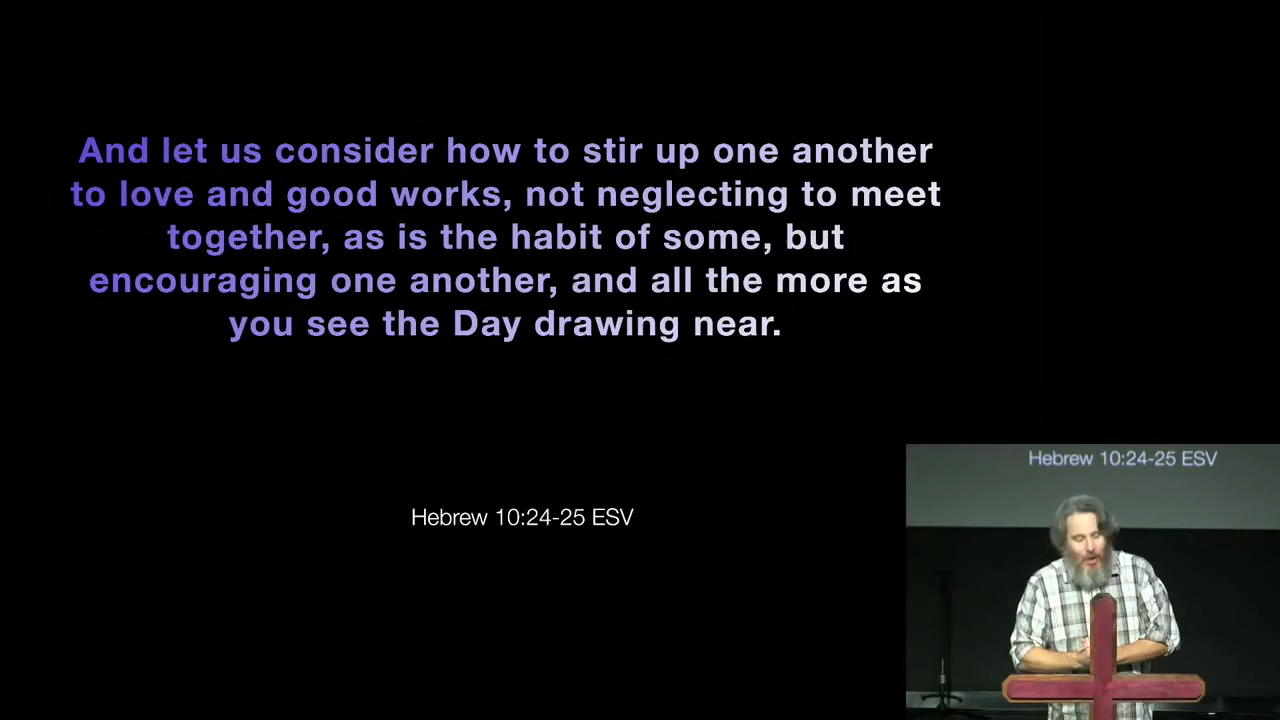 And let us consider how to stir up one another
to love and good works, not neglecting to meet
together, as is the habit of some, but
encouraging one another, and all the more as
you see the Day drawing near.
Hebrew 10:24-25 ESV
Hebrew 10:24-25 ESV